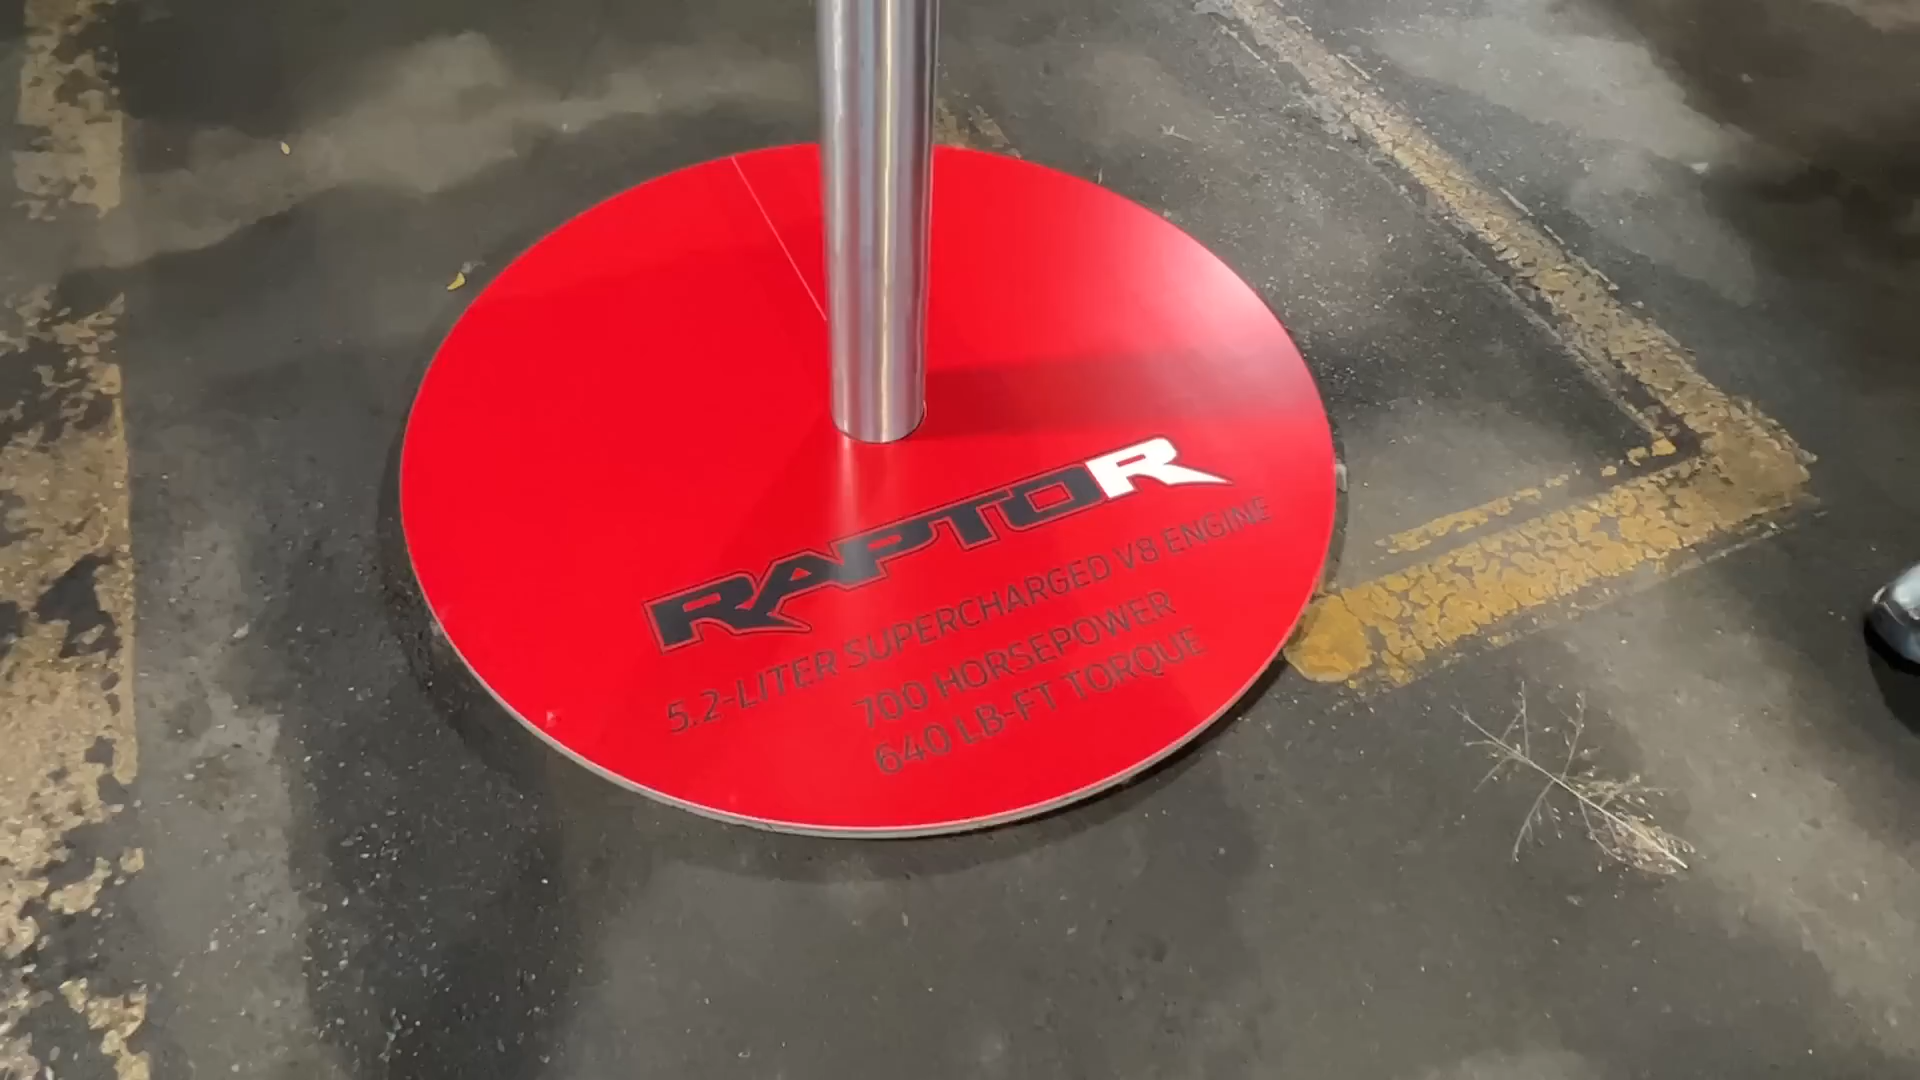 RAPTOR
5.2-LITER SUPERCHARGED V8 ENGINE
700 HORSEPOWER
640 LB-FT TORQUE